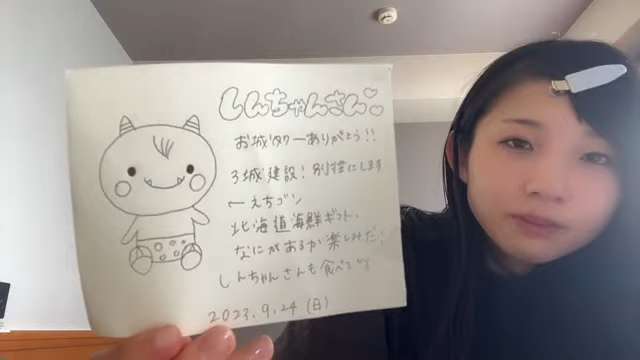 しんちゃんさん♡
お城タワーありがとう!!
3城建設!別荘にします
←えちゴン
北海道海鮮ギフト、
なにがあるか楽しみだ!
しんちゃんさんも食べて
2023.9.24(日)